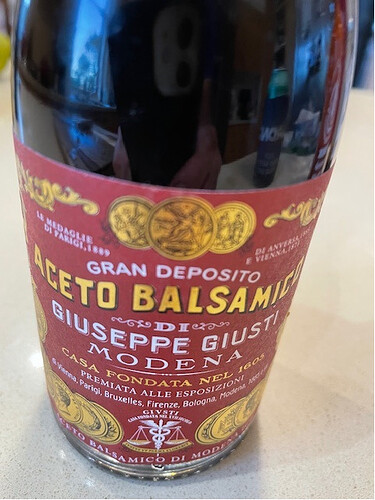 LE MEDAGLIE
DI PARIGI, 1889
DI ANVERSA,
E VIENNA, 1873
GRAN DEPOSITO
ACETO BALSAMICO
DI
GIUSEPPE GIUSTI
MODENA
CASA FONDATA NEL 1605
PREMIATA ALLE ESPOSIZIONI
Vienna, Parigi, Bruxelles, Firenze, Bologna, Modena,
GIUSTI
ACETO BALSAMICO DI MODENA